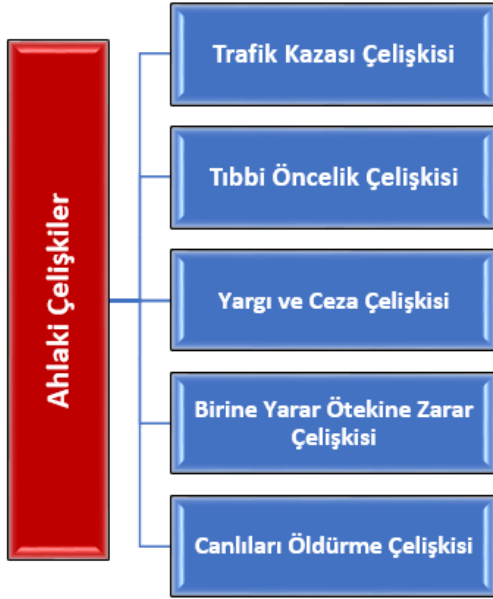 Ahlaki Çelişkiler
Trafik Kazası Çelişkisi
Tıbbi Öncelik Çelişkisi
Yargı ve Ceza Çelişkisi
Birine Yarar Ötekine Zarar
Çelişkisi
Canlıları Öldürme Çelişkisi